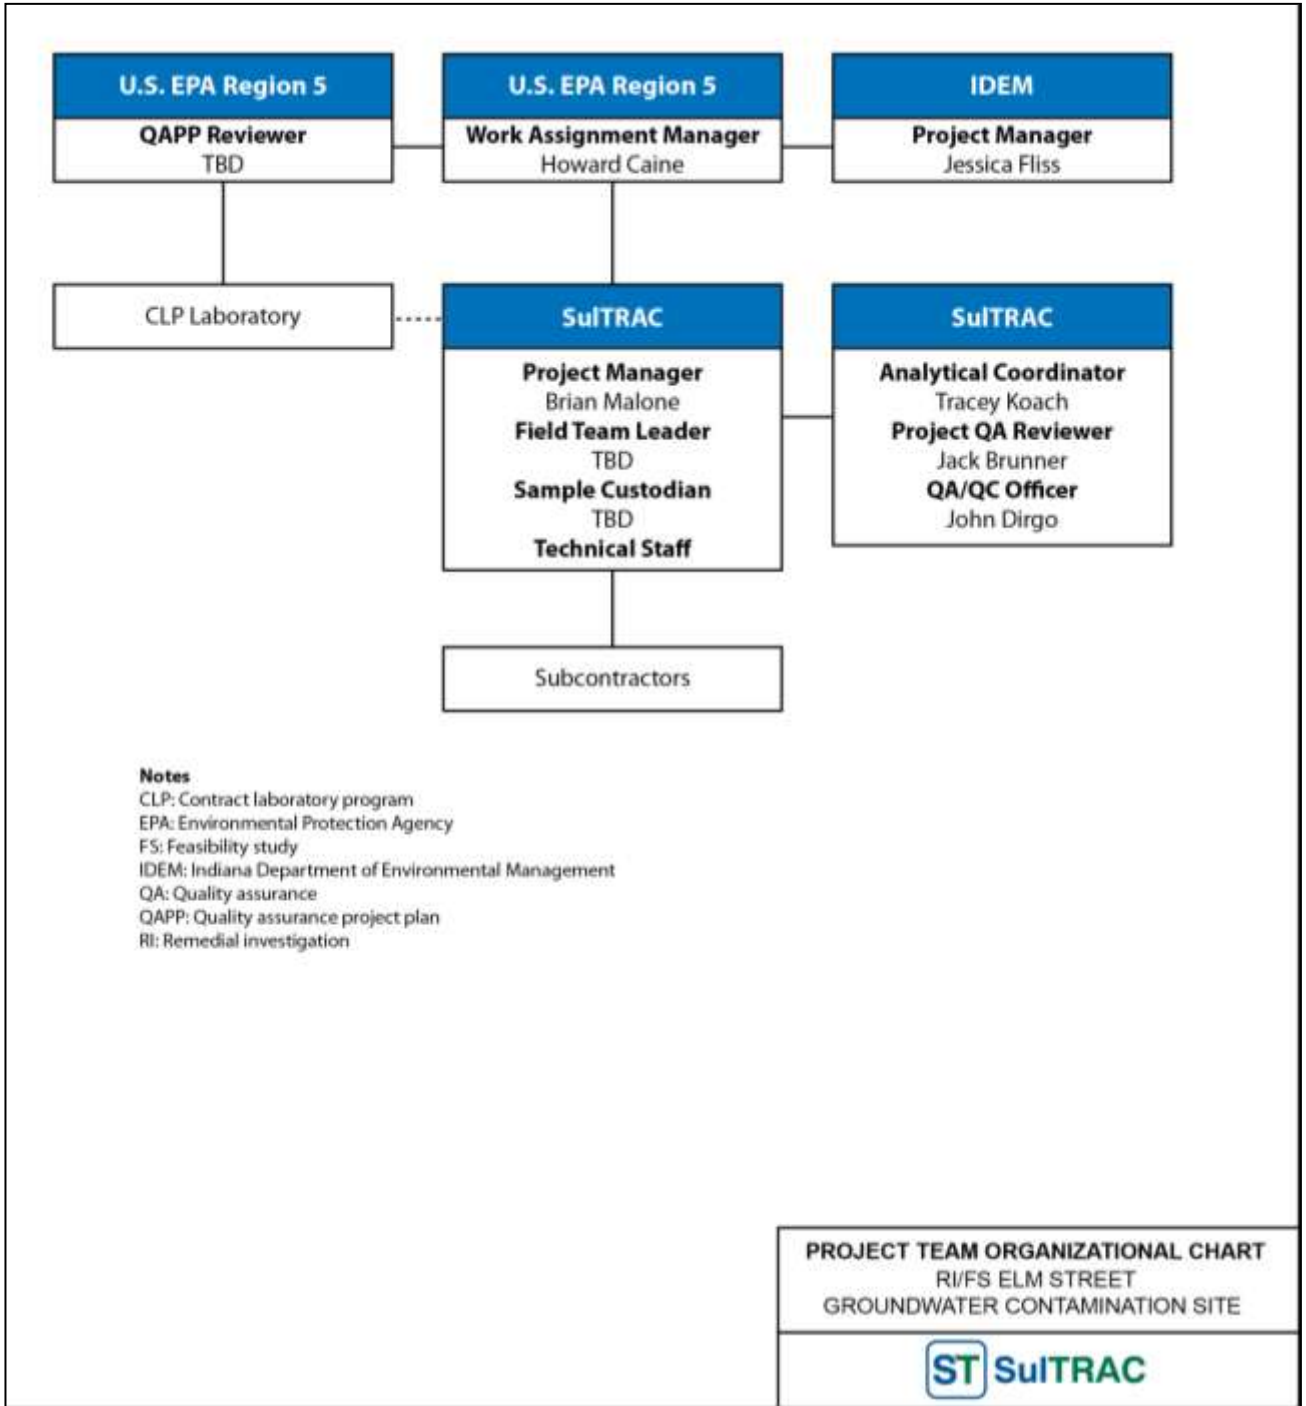 U.S. EPA Region 5
QAPP Reviewer
TBD
U.S. EPA Region 5
Work Assignment Manager
Howard Caine
IDEM
Project Manager
Jessica Fliss
CLP Laboratory
SulTRAC
Project Manager
Brian Malone
Field Team Leader
TBD
Sample Custodian
TBD
Technical Staff
SulTRAC
Analytical Coordinator
Tracey Koach
Project QA Reviewer
Jack Brunner
QA/QC Officer
John Dirgo
Subcontractors
Notes
CLP: Contract laboratory program
EPA: Environmental Protection Agency
FS: Feasibility study
IDEM: Indiana Department of Environmental Management
QA: Quality assurance
QAPP: Quality assurance project plan
RI: Remedial investigation
PROJECT TEAM ORGANIZATIONAL CHART
RI/FS ELM STREET
GROUNDWATER CONTAMINATION SITE
ST SulTRAC